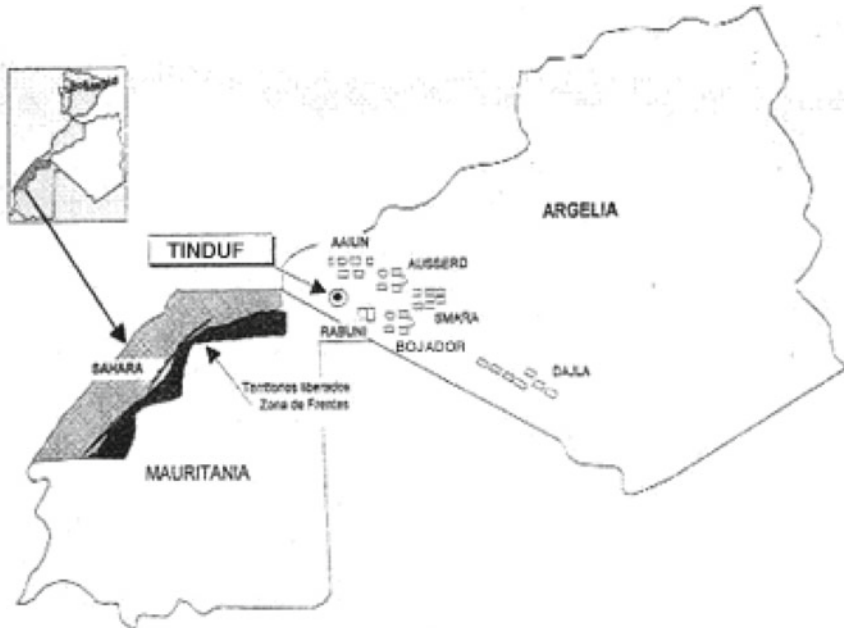 TINDUF
AAIUN
AUSSERD
ARGELIA
RABUNI
SMARA
BOJADOR
DAJLA
SAHARA
Territorios liberados
Zona de Frentes
MAURITANIA